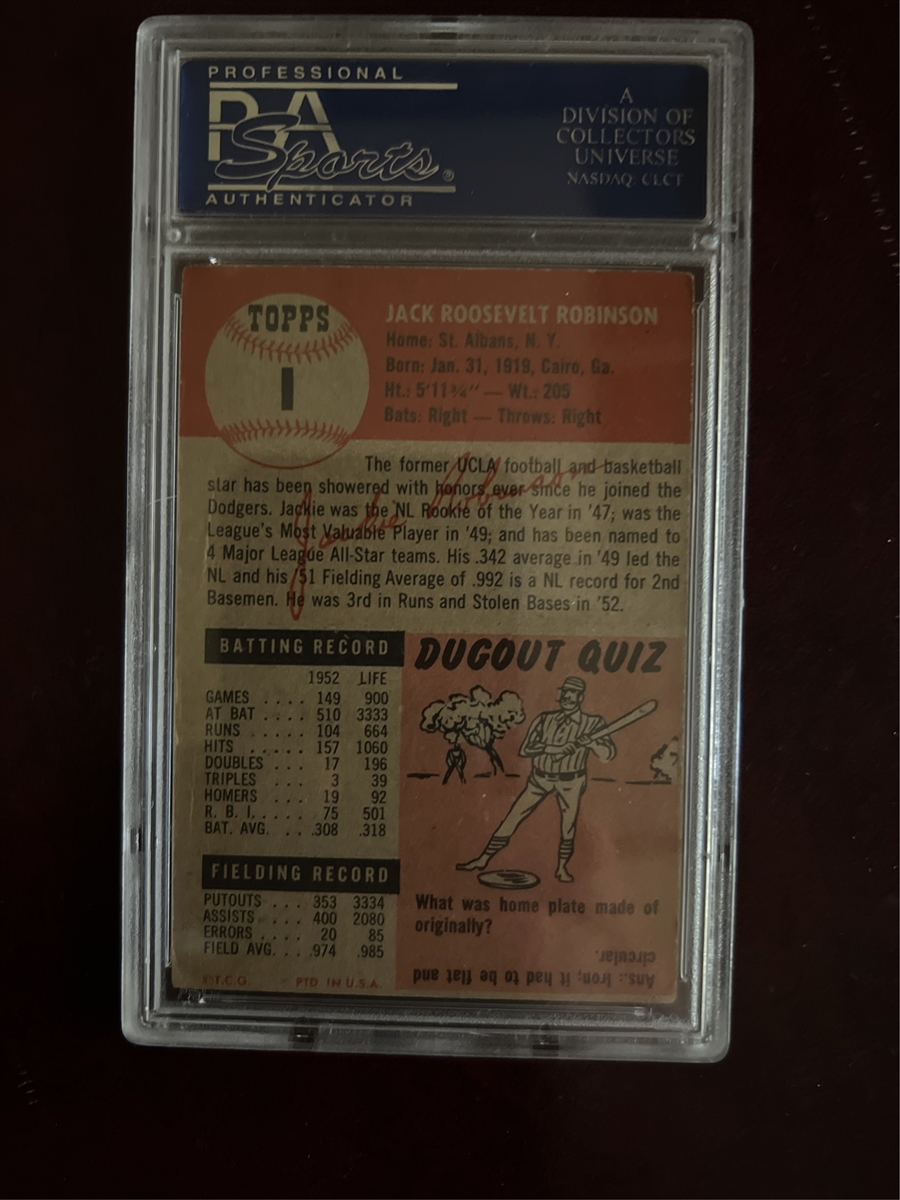 PROFESSIONAL
PSA
Sports®
AUTHENTICATOR
A
DIVISION OF
COLLECTORS
UNIVERSE
NASDAQ: CLCT
TOPPS
1
JACK ROOSEVELT ROBINSON
Home: St. Albans, N. Y.
Born: Jan. 31, 1919, Cairo, Ga.
Ht.: 5'11¾" — Wt.: 205
Bats: Right — Throws: Right
The former UCLA football and basketball
star has been showered with honors ever since he joined the
Dodgers. Jackie was the NL Rookie of the Year in '47; was the
League's Most Valuable Player in '49; and has been named to
4 Major League All-Star teams. His .342 average in '49 led the
NL and his '51 Fielding Average of .992 is a NL record for 2nd
Basemen. He was 3rd in Runs and Stolen Bases in '52.
Jackie Robinson
BATTING RECORD
1952 LIFE
GAMES .... 149 900
AT BAT .... 510 3333
RUNS ..... 104 664
HITS ..... 157 1060
DOUBLES ... 17 196
TRIPLES ... 3 39
HOMERS ... 19 92
R. B. I. .... 75 501
BAT. AVG. ... .308 .318
FIELDING RECORD
PUTOUTS ... 353 3334
ASSISTS ... 400 2080
ERRORS .... 20 85
FIELD AVG. ... .974 .985
©T.C.G. PTD. IN U.S.A.
DUGOUT QUIZ
What was home plate made of
originally?
Ans.: Iron; it had to be flat and
circular.